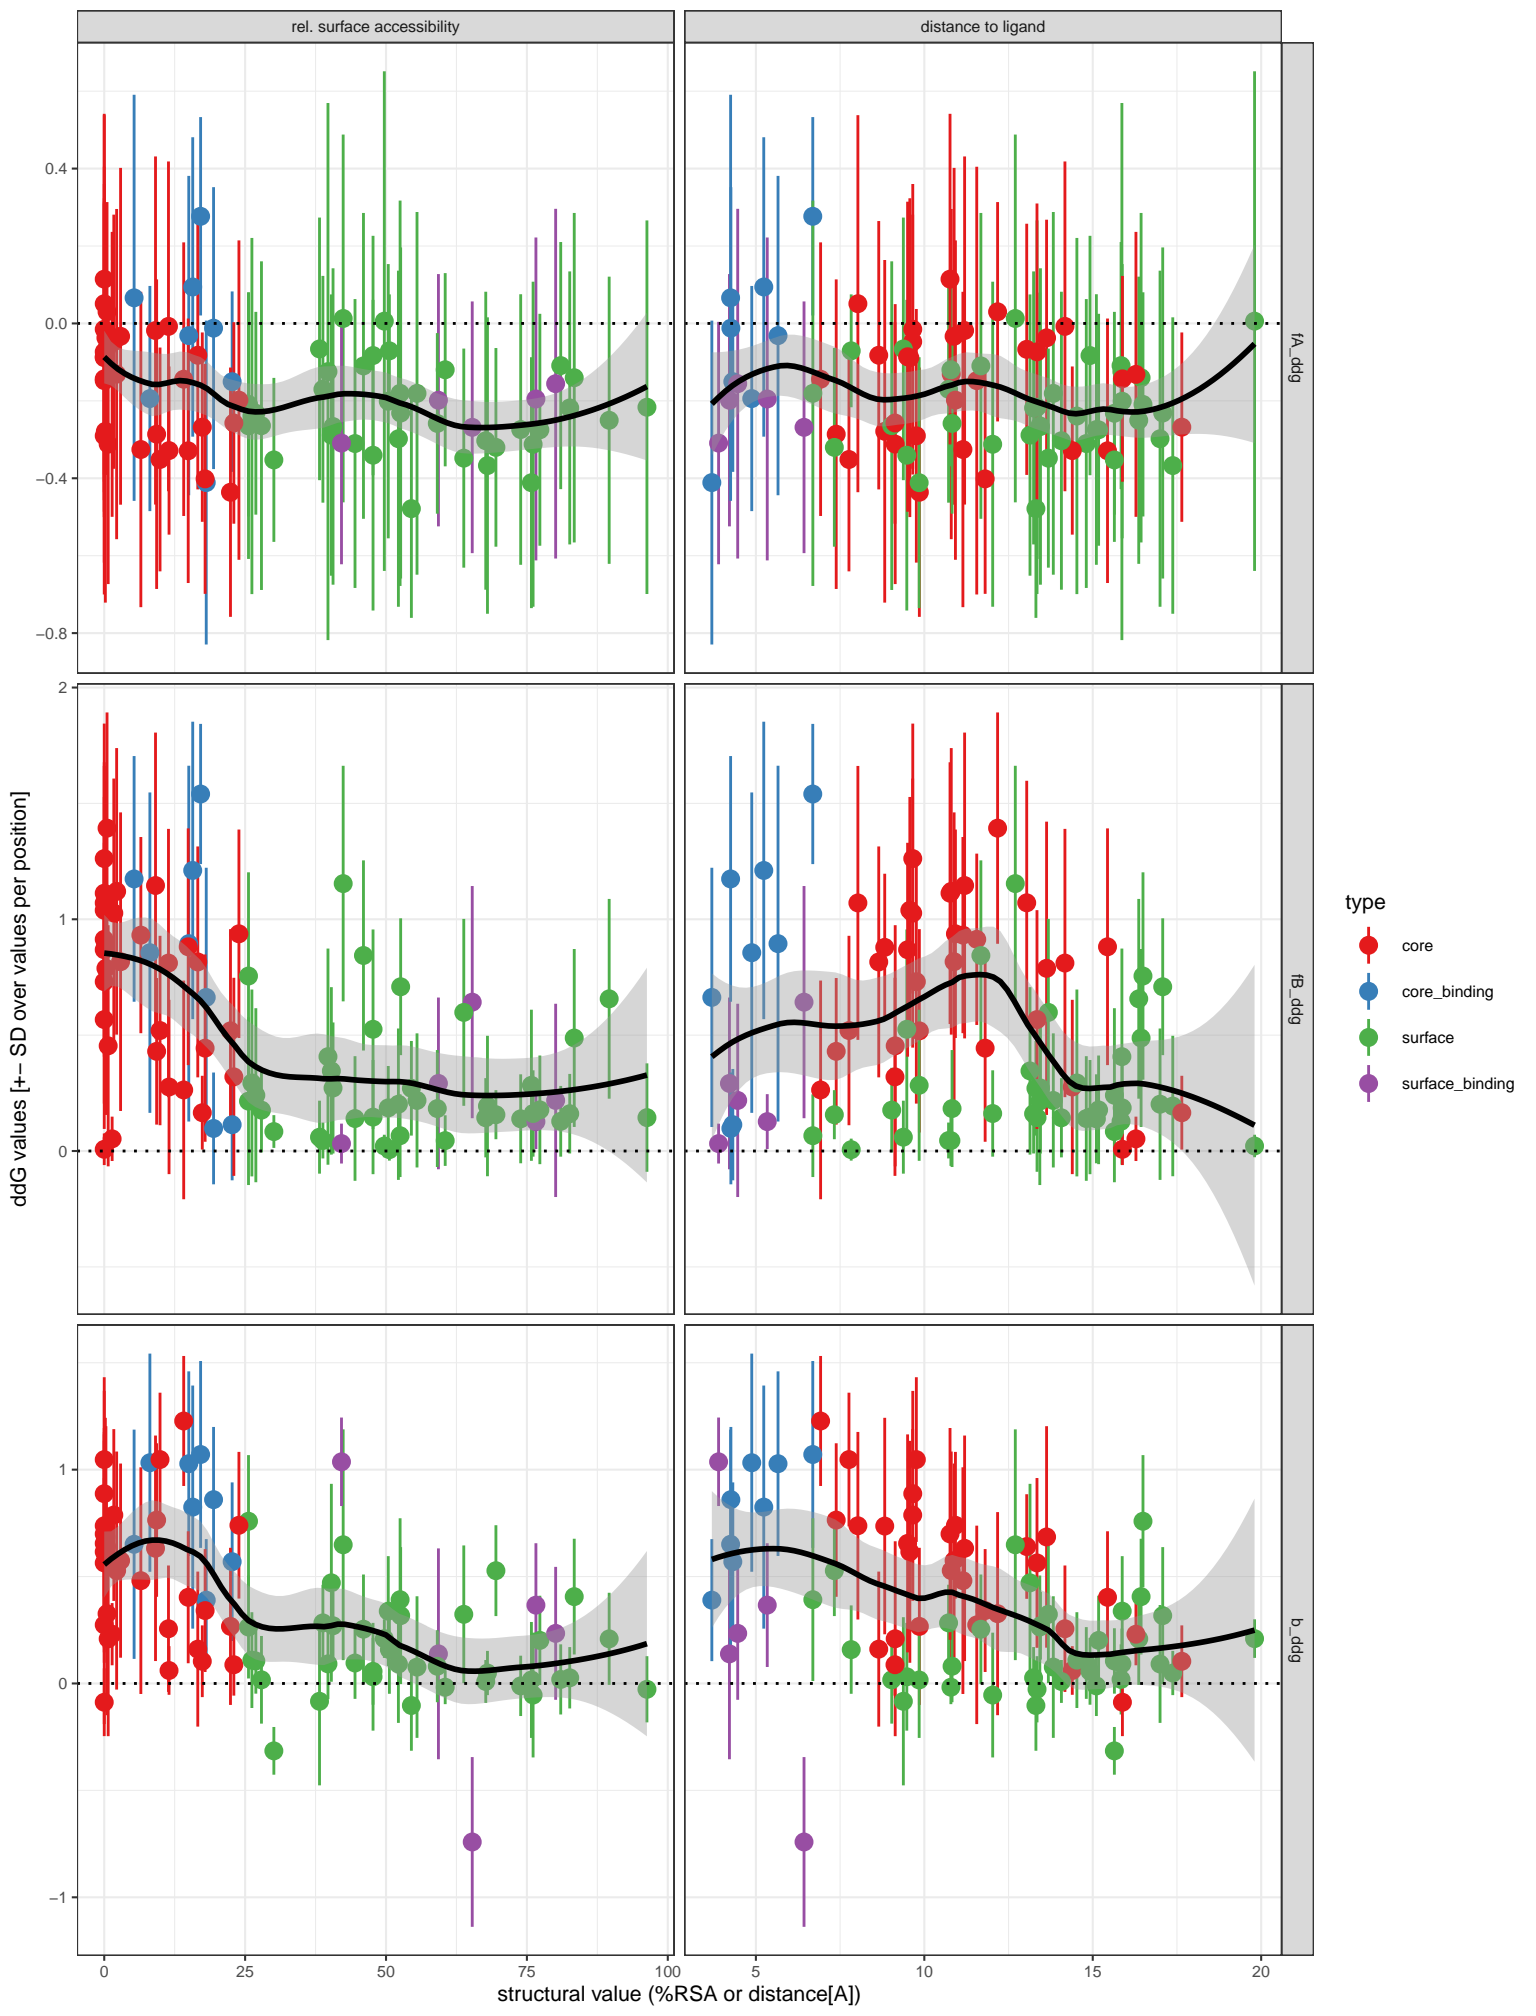 rel. surface accessibility
distance to ligand
0.4
0.0
−0.4
−0.8
fA_ddg
2
1
0
fB_ddg
1
0
−1
b_ddg
0
25
50
75
100
5
10
15
20
structural value (%RSA or distance[A])
ddG values [+− SD over values per position]
type
core
core_binding
surface
surface_binding